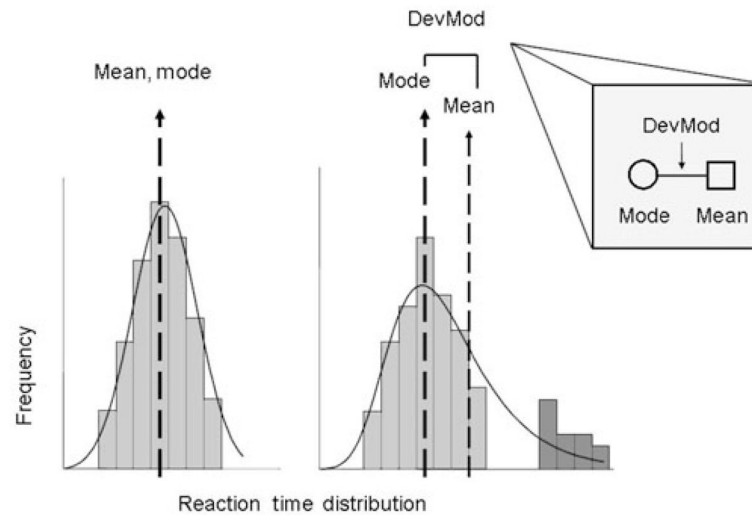 DevMod
Mean, mode
Mode
Mean
DevMod
Mode Mean
Frequency
Reaction time distribution